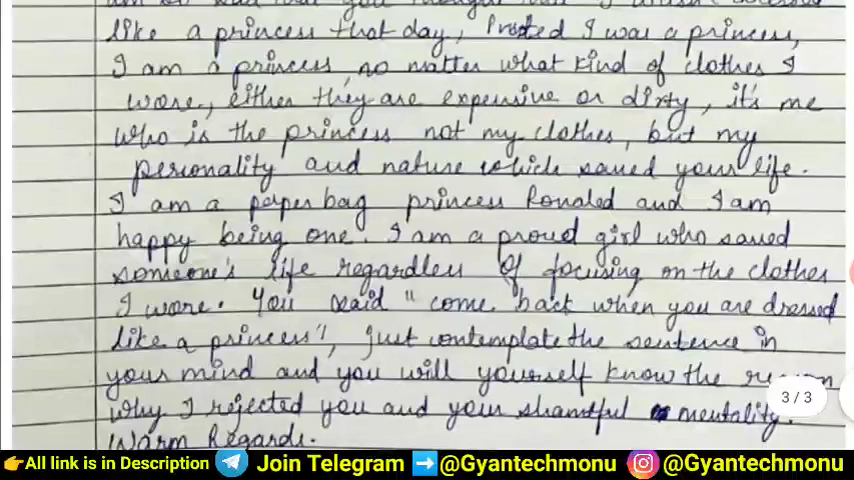 like a princess that day, I was a princess,
I am a princess, no matter what kind of clothes I
wore, either they are expensive or dirty, it's me
who is the princess not my clothes, but my
personality and nature which saved your life.
I am a paper bag princess Ronaled and I am
happy being one. I am a proud girl who saved
someone's life regardless of focusing on the clothes
I wore. You said "come back when you are dressed
like a princess", just contemplate the sentence in
your mind and you will yourself know the
3/3
why I rejected you and your shamtful mentality.
Warm Regards.
👉All link is in Description Join Telegram ➡@Gyantechmonu @Gyantechmonu